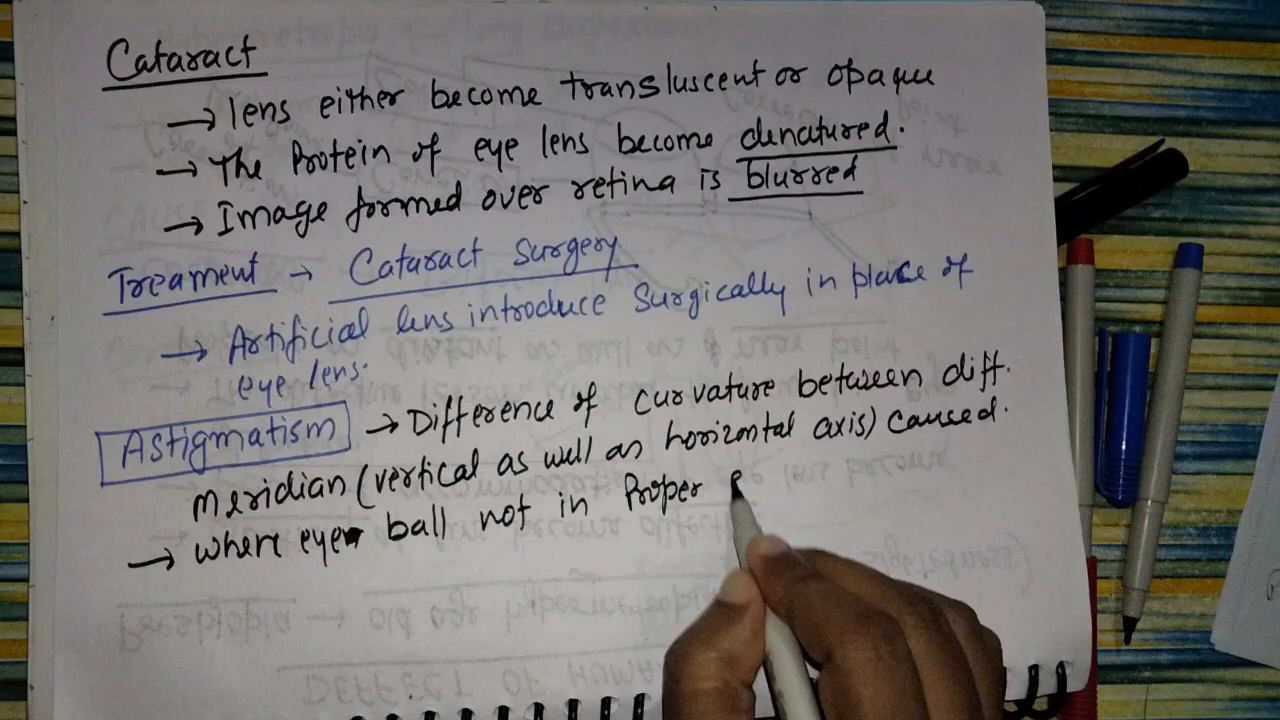 Cataract
→ lens either become transluscent or opaque
→ The Protein of eye lens become denatured.
→ Image formed over retina is blurred
Treament → Cataract Surgery
→ Artificial lens introduce Surgically in place of
eye lens.
Astigmatism → Difference of curvature between diff.
meridian (vertical as well as horizontal axis) caused.
→ where eye ball not in Proper